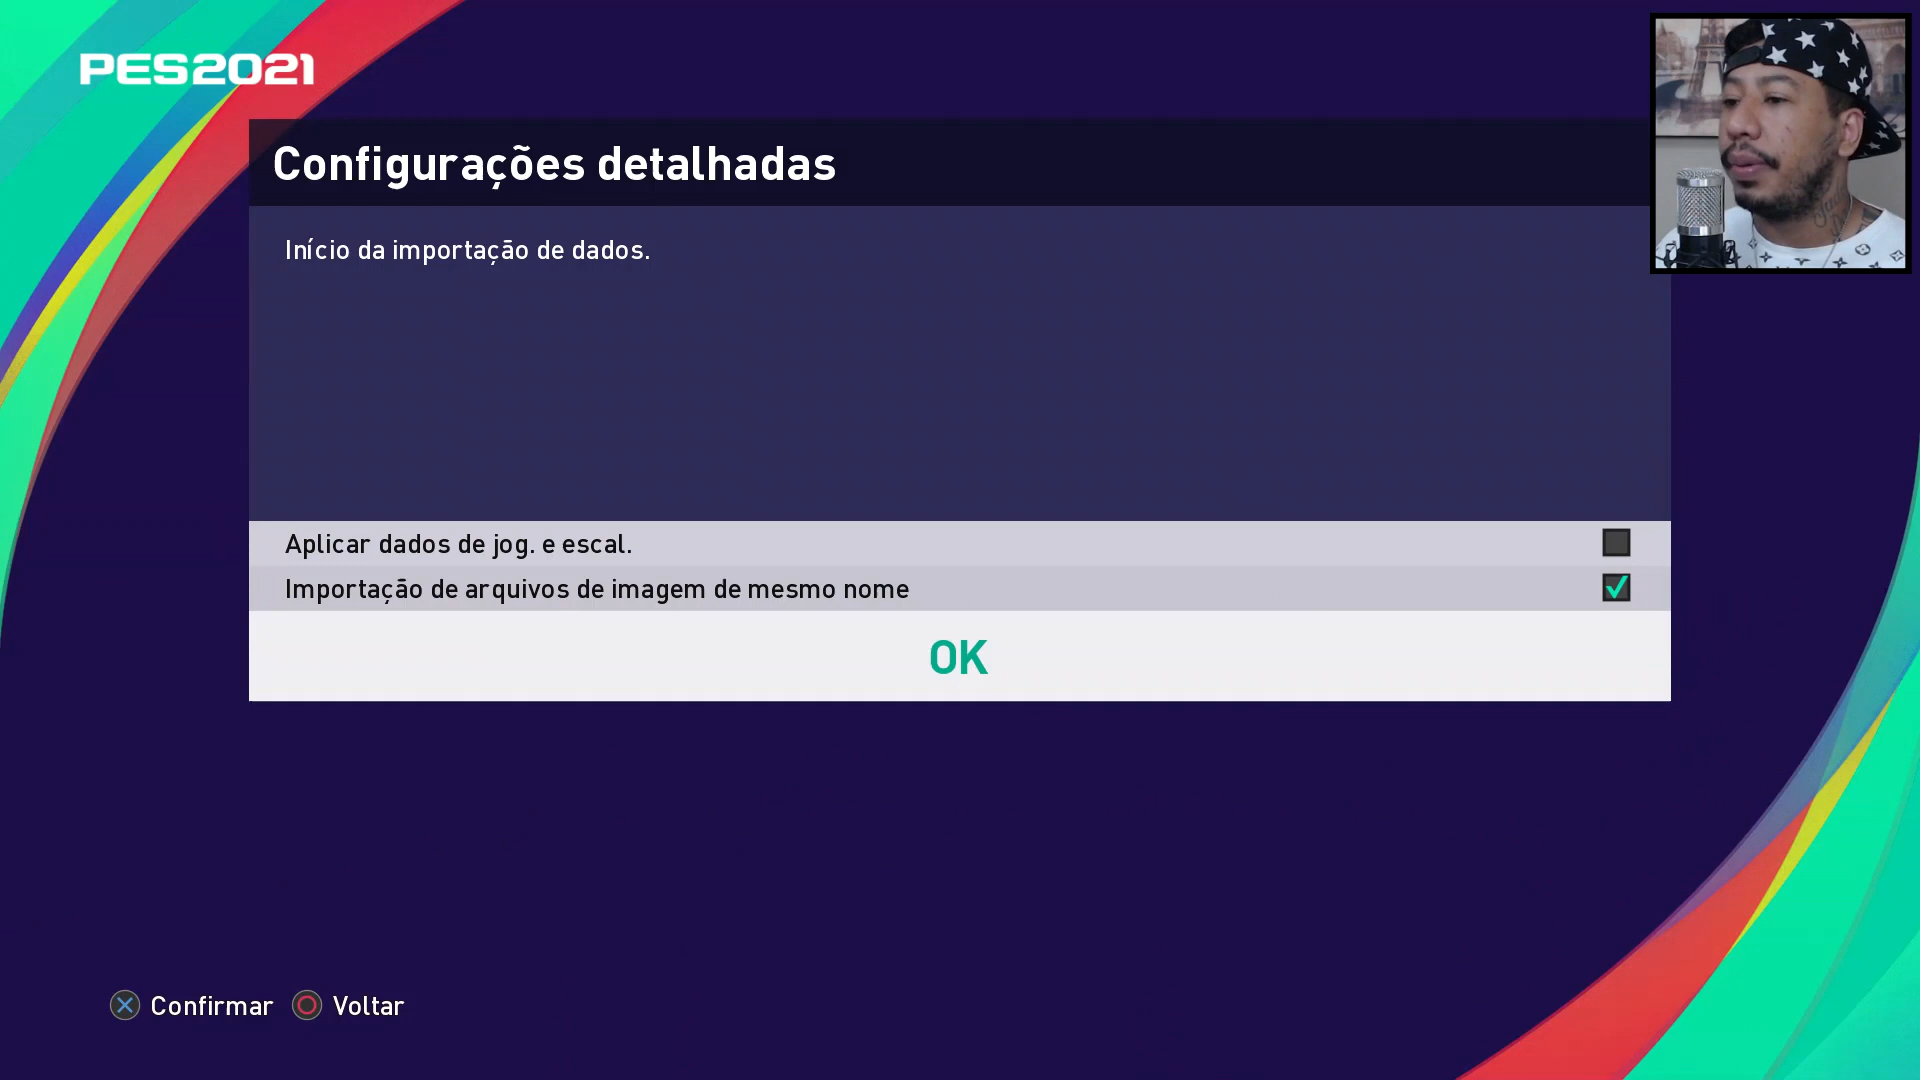 PES2021
Configurações detalhadas
Início da importação de dados.
Aplicar dados de jog. e escal.
Importação de arquivos de imagem de mesmo nome
OK
Confirmar Voltar